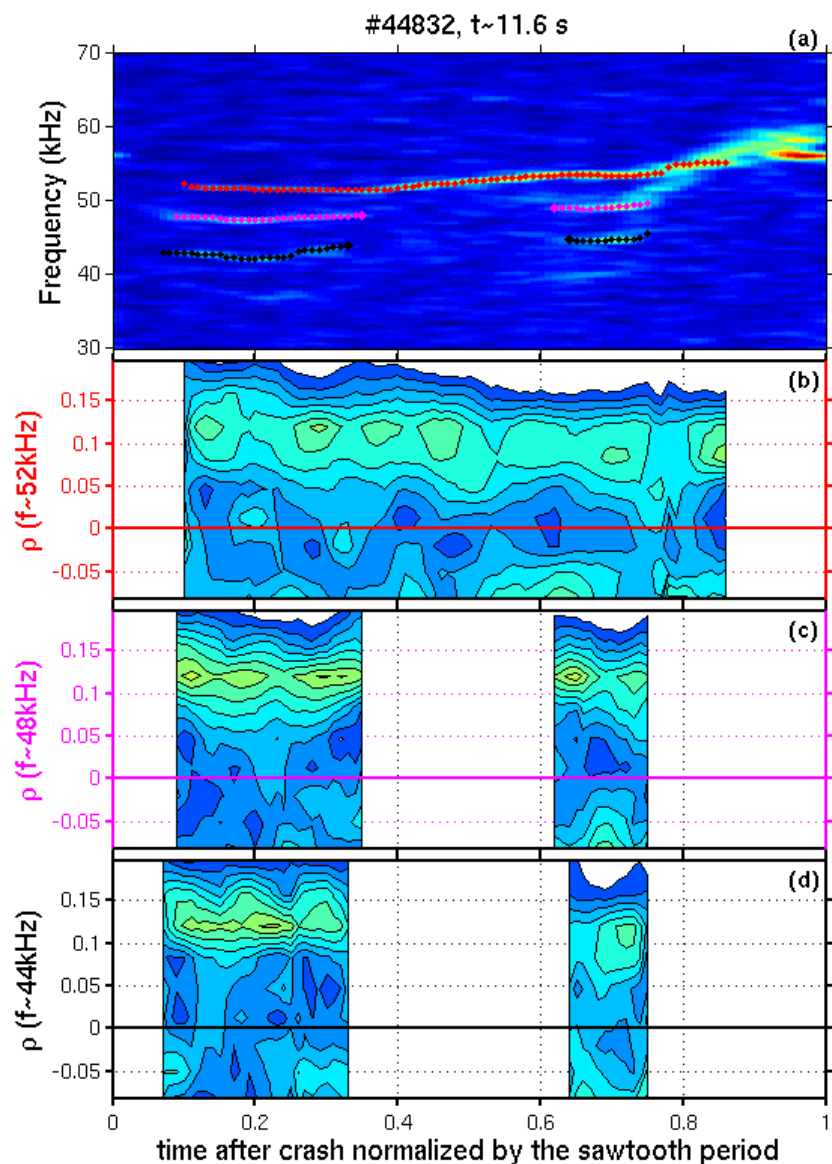 #44832, t~11.6 s
(a)
70
60
50
40
30
Frequency (kHz)
(b)
0.15
0.1
0.05
0
-0.05
ρ (f~52kHz)
(c)
0.15
0.1
0.05
0
-0.05
ρ (f~48kHz)
(d)
0.15
0.1
0.05
0
-0.05
ρ (f~44kHz)
0 0.2 0.4 0.6 0.8 1
time after crash normalized by the sawtooth period